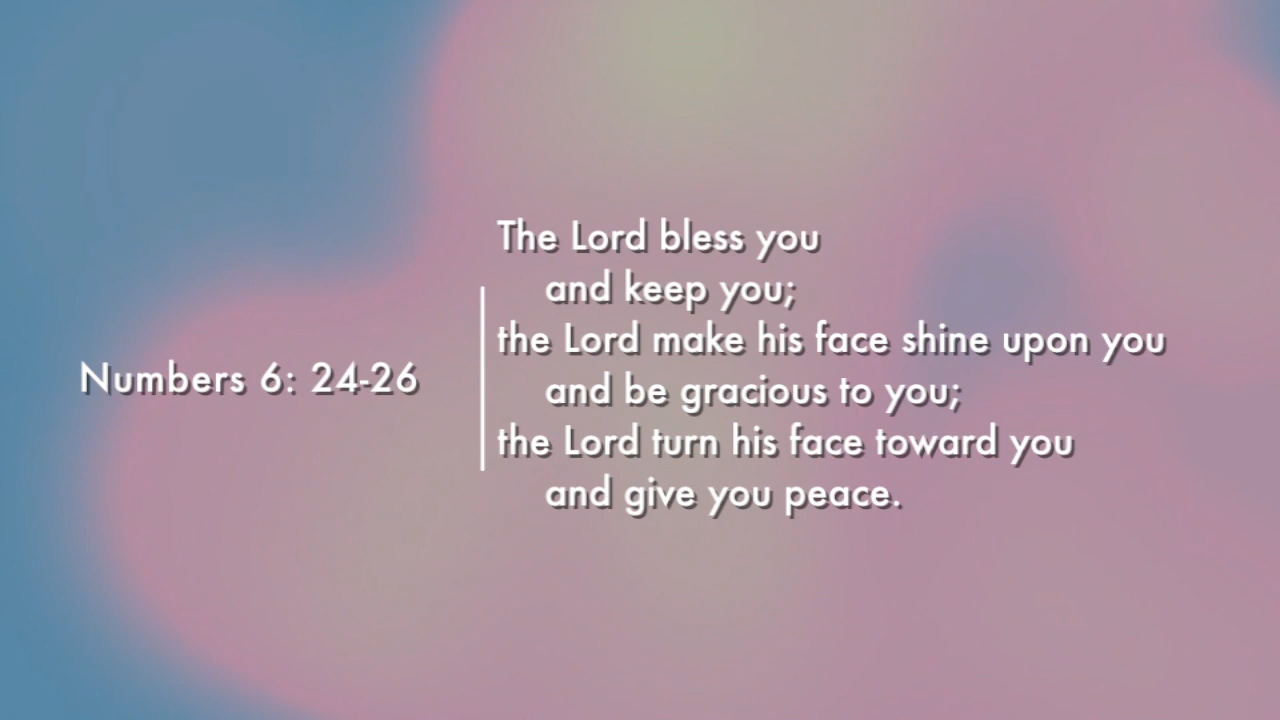 Numbers 6: 24-26
The Lord bless you
and keep you;
the Lord make his face shine upon you
and be gracious to you;
the Lord turn his face toward you
and give you peace.